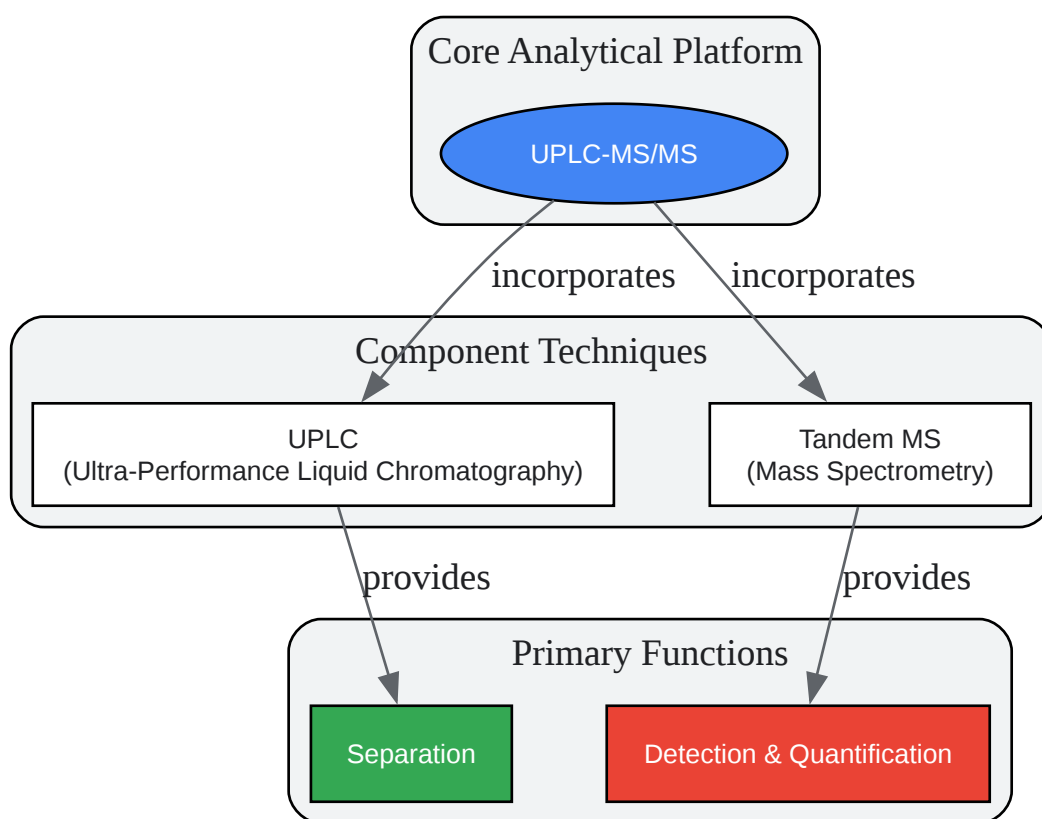 Core Analytical Platform
UPLC-MS/MS
incorporates
incorporates
Component Techniques
UPLC
(Ultra-Performance Liquid Chromatography)
Tandem MS
(Mass Spectrometry)
provides
provides
Primary Functions
Separation
Detection & Quantification